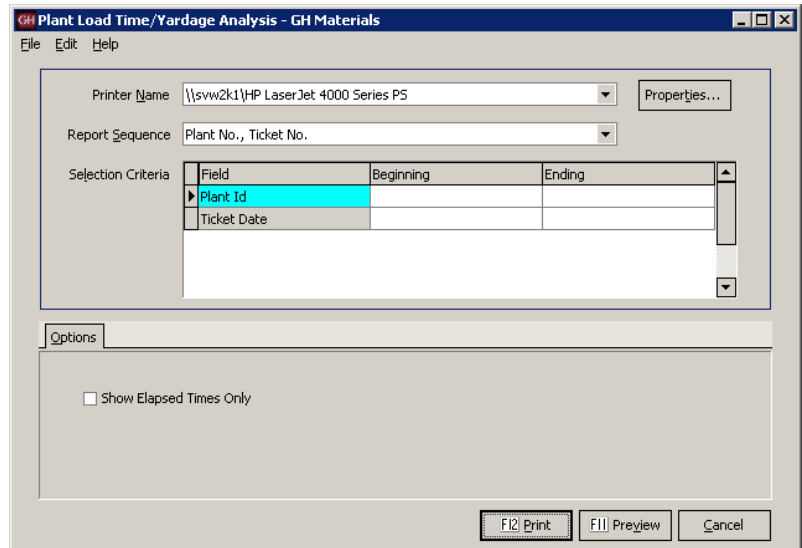 GH Plant Load Time/Yardage Analysis - GH Materials
File Edit Help
Printer Name \\svw2k1\HP LaserJet 4000 Series PS Properties...
Report Sequence Plant No., Ticket No.
Selection Criteria Field Beginning Ending
Plant Id
Ticket Date
Options
Show Elapsed Times Only
F12 Print F11 Preview Cancel